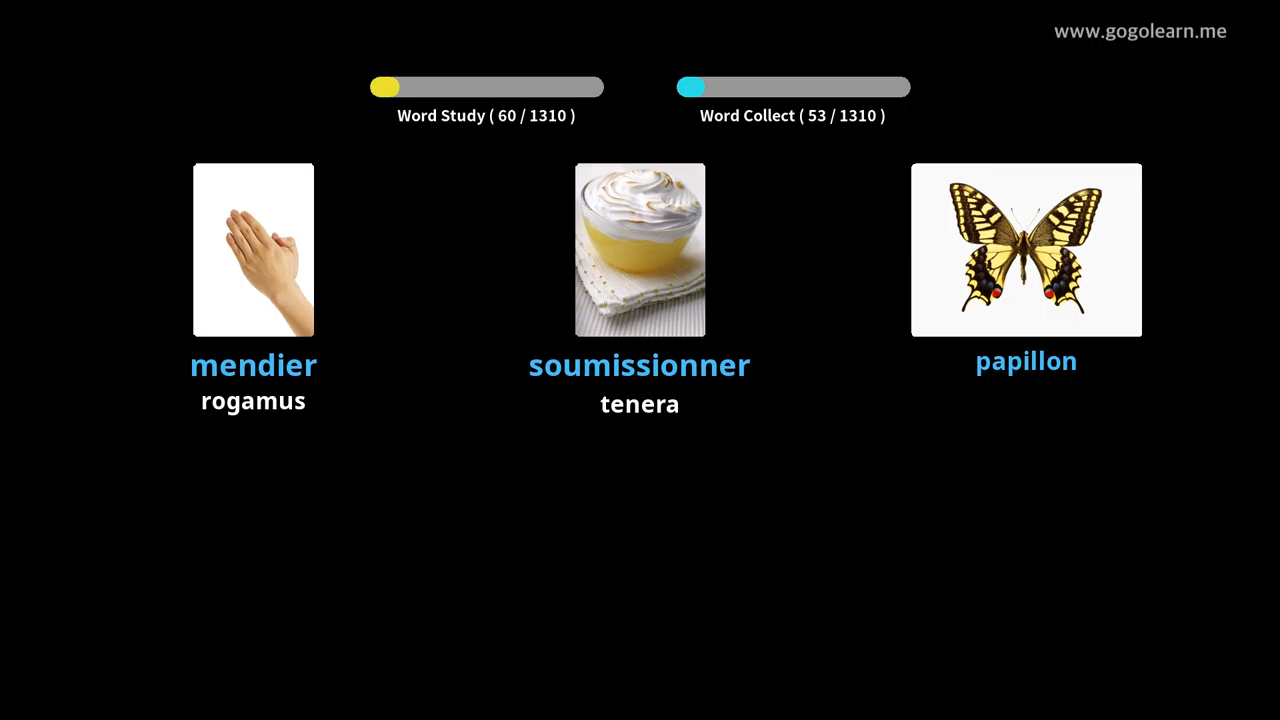 www.gogolearn.me
Word Study ( 60 / 1310 )
Word Collect ( 53 / 1310 )
mendier
rogamus
soumissionner
tenera
papillon